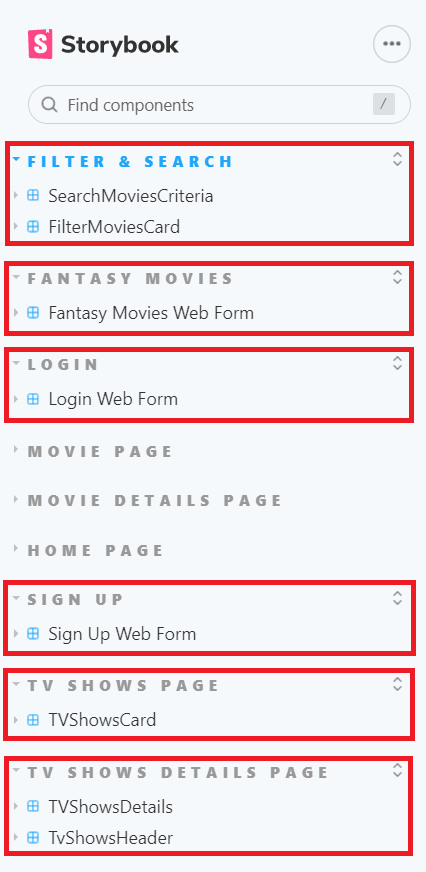 Storybook
Find components /
FILTER & SEARCH
SearchMoviesCriteria
FilterMoviesCard
FANTASY MOVIES
Fantasy Movies Web Form
LOGIN
Login Web Form
MOVIE PAGE
MOVIE DETAILS PAGE
HOME PAGE
SIGN UP
Sign Up Web Form
TV SHOWS PAGE
TVShowsCard
TV SHOWS DETAILS PAGE
TVShowsDetails
TvShowsHeader